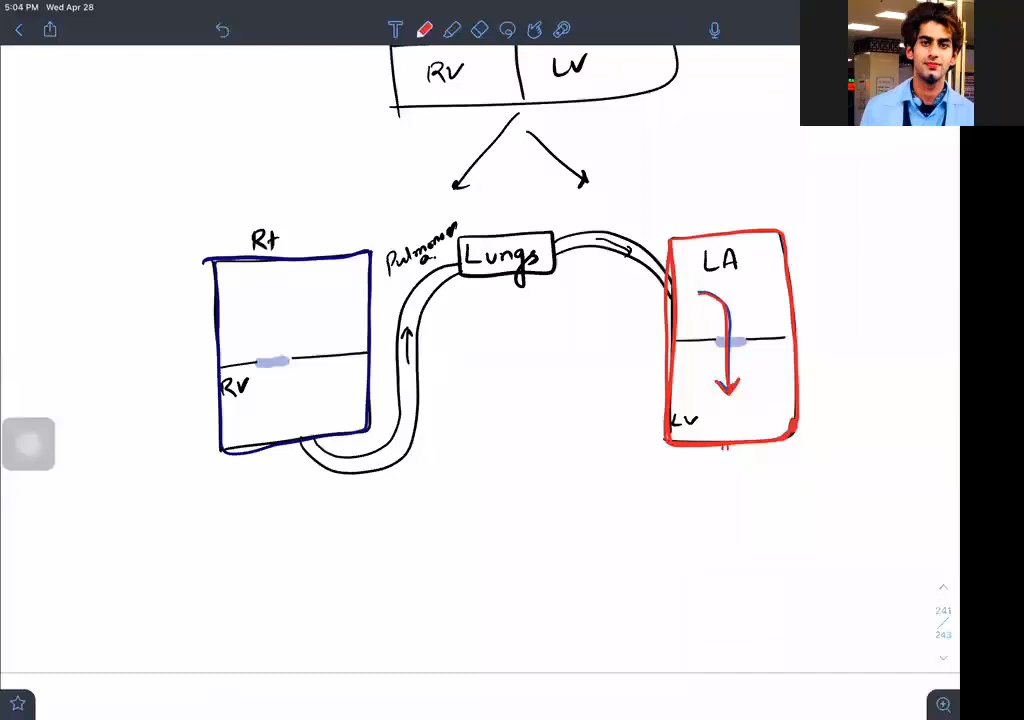 5:04 PM Wed Apr 28
T
RV LV
Rt
Pulmonary
a.
Lungs
LA
RV
LV
241
243